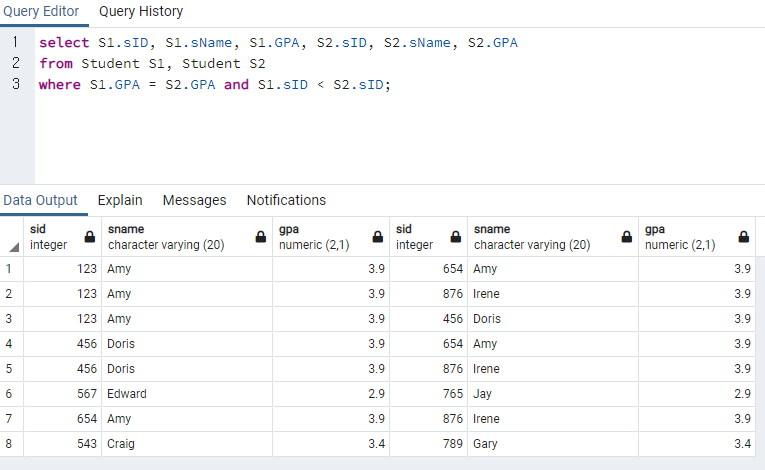 Query Editor Query History
1 select S1.sID, S1.sName, S1.GPA, S2.sID, S2.sName, S2.GPA
2 from Student S1, Student S2
3 where S1.GPA = S2.GPA and S1.sID < S2.sID;
Data Output Explain Messages Notifications
sid sname gpa sid sname gpa
integer character varying (20) numeric (2,1) integer character varying (20) numeric (2,1)
1 123 Amy 3.9 654 Amy 3.9
2 123 Amy 3.9 876 Irene 3.9
3 123 Amy 3.9 456 Doris 3.9
4 456 Doris 3.9 654 Amy 3.9
5 456 Doris 3.9 876 Irene 3.9
6 567 Edward 2.9 765 Jay 2.9
7 654 Amy 3.9 876 Irene 3.9
8 543 Craig 3.4 789 Gary 3.4